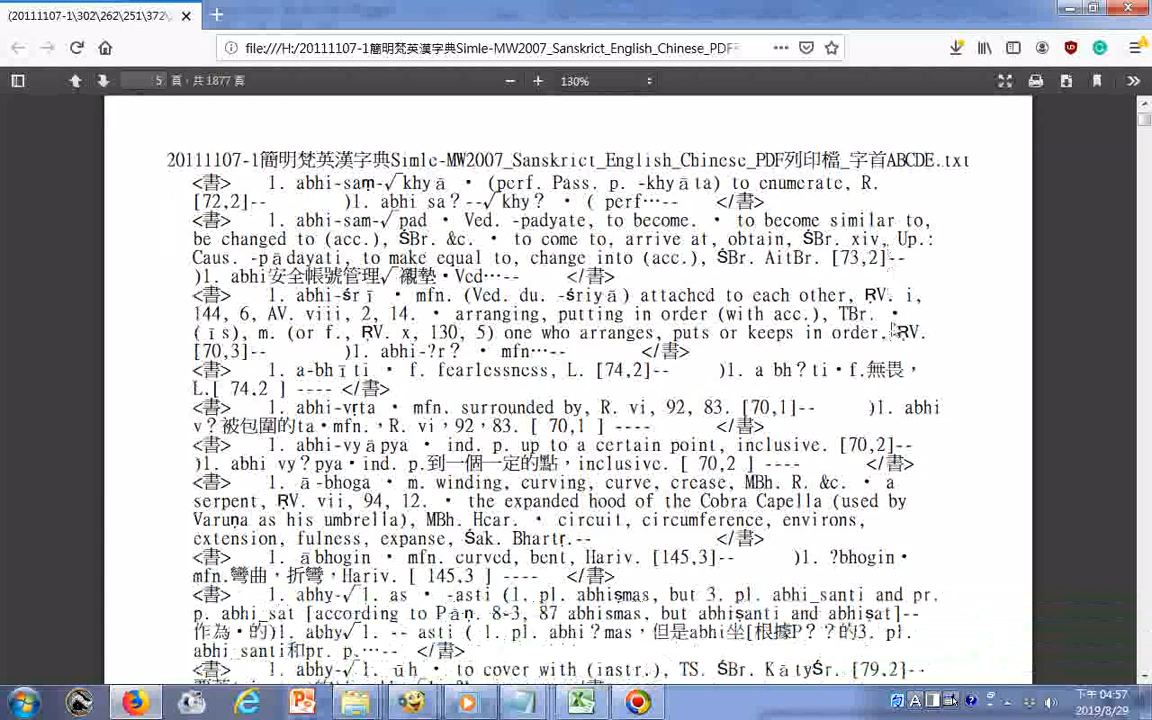 (20111107-1\302\262\251\372\
file:///H:/20111107-1簡明梵英漢字典Simle-MW2007_Sanskrict_English_Chinese_PDF
5 頁，共 1877 頁
130%
20111107-1簡明梵英漢字典Simle-MW2007_Sanskrict_English_Chinese_PDF列印檔_字首ABCDE.txt
<書> 1. abhi-saṃ-√khyā • (perf. Pass. p. -khyāta) to enumerate, R.
[72,2]-- )1. abhi sa？--√khy？ • ( perf…-- </書>
<書> 1. abhi-sam-√pad • Ved. -padyate, to become. • to become similar to,
be changed to (acc.), ŚBr. &c. • to come to, arrive at, obtain, ŚBr. xiv, Up.:
Caus. -pādayati, to make equal to, change into (acc.), ŚBr. AitBr. [73,2]--
)1. abhi安全帳號管理√襯墊•Ved…-- </書>
<書> 1. abhi-śrī • mfn. (Ved. du. -śriyā) attached to each other, ṚV. i,
144, 6, AV. viii, 2, 14. • arranging, putting in order (with acc.), TBr. •
(īs), m. (or f., ṚV. x, 130, 5) one who arranges, puts or keeps in order, ṚV.
[70,3]-- )1. abhi-?r？ • mfn…-- </書>
<書> 1. a-bhīti • f. fearlessness, L. [74,2]-- )1. a bh？ti•f.無畏，
L.[ 74,2 ] ---- </書>
<書> 1. abhi-vṛta • mfn. surrounded by, R. vi, 92, 83. [70,1]-- )1. abhi
v？被包圍的ta•mfn.，R. vi，92，83. [ 70,1 ] ---- </書>
<書> 1. abhi-vyāpya • ind. p. up to a certain point, inclusive. [70,2]--
)1. abhi vy？pya•ind. p.到一個一定的點，inclusive. [ 70,2 ] ---- </書>
<書> 1. ā-bhoga • m. winding, curving, curve, crease, MBh. R. &c. • a
serpent, ṚV. vii, 94, 12. • the expanded hood of the Cobra Capella (used by
Varuṇa as his umbrella), MBh. Hcar. • circuit, circumference, environs,
extension, fulness, expanse, Śak. Bhartṛ.-- </書>
<書> 1. ābhogin • mfn. curved, bent, Hariv. [145,3]-- )1. ?bhogin•
mfn.彎曲，折彎，Hariv. [ 145,3 ] ---- </書>
<書> 1. abhy-√1. as • -asti (1. pl. abhiṣmas, but 3. pl. abhi_santi and pr.
p. abhi_sat [according to Pāṇ. 8-3, 87 abhismas, but abhiṣanti and abhiṣat]--
作為•的)1. abhy√1. -- asti ( 1. pl. abhi？mas，但是abhi坐[根據P？？的3. pl.
abhi_santi和pr. p.…-- </書>
<書> 1. abhy-√1. ūh • to cover with (instr.), TS. ŚBr. KātyŚr. [79,2]--
下午 04:57
2019/8/29